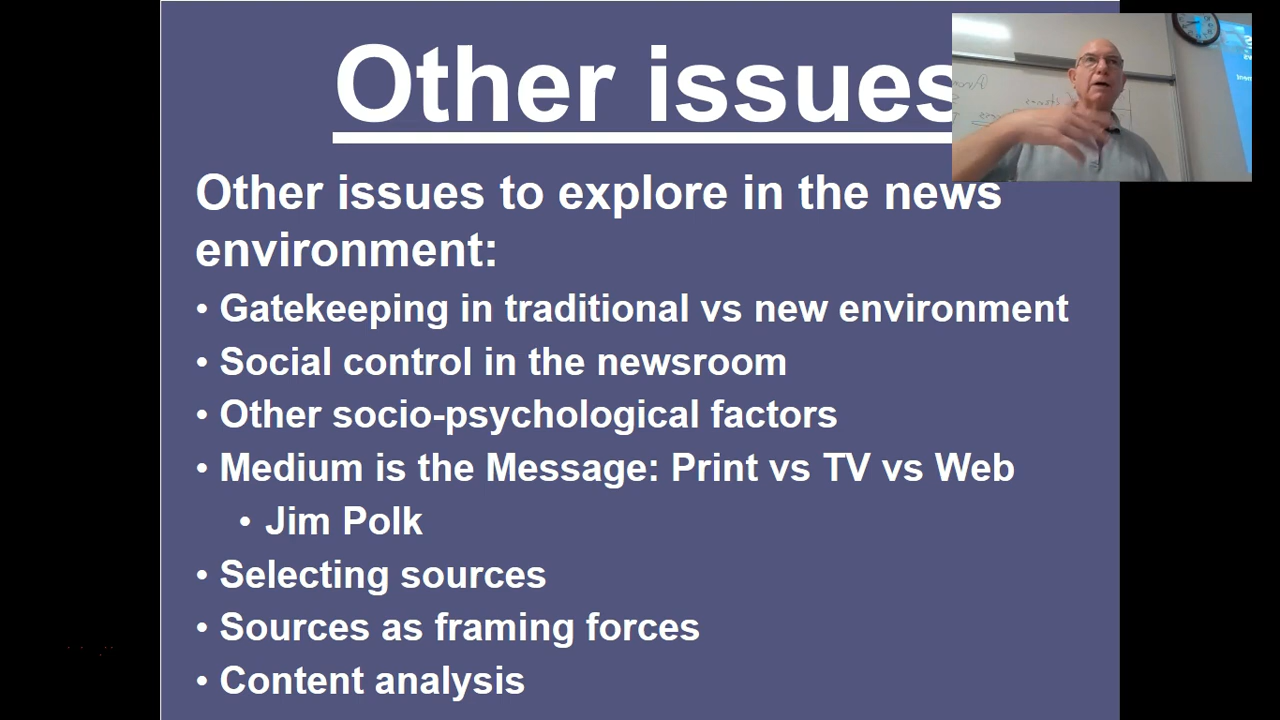 Other issues
Other issues to explore in the news
environment:
• Gatekeeping in traditional vs new environment
• Social control in the newsroom
• Other socio-psychological factors
• Medium is the Message: Print vs TV vs Web
• Jim Polk
• Selecting sources
• Sources as framing forces
• Content analysis